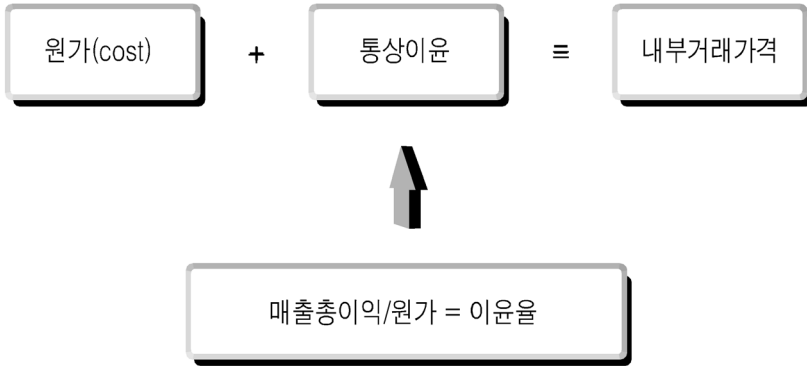 원가(cost) + 통상이윤 ≡ 내부거래가격
매출총이익/원가 = 이윤율